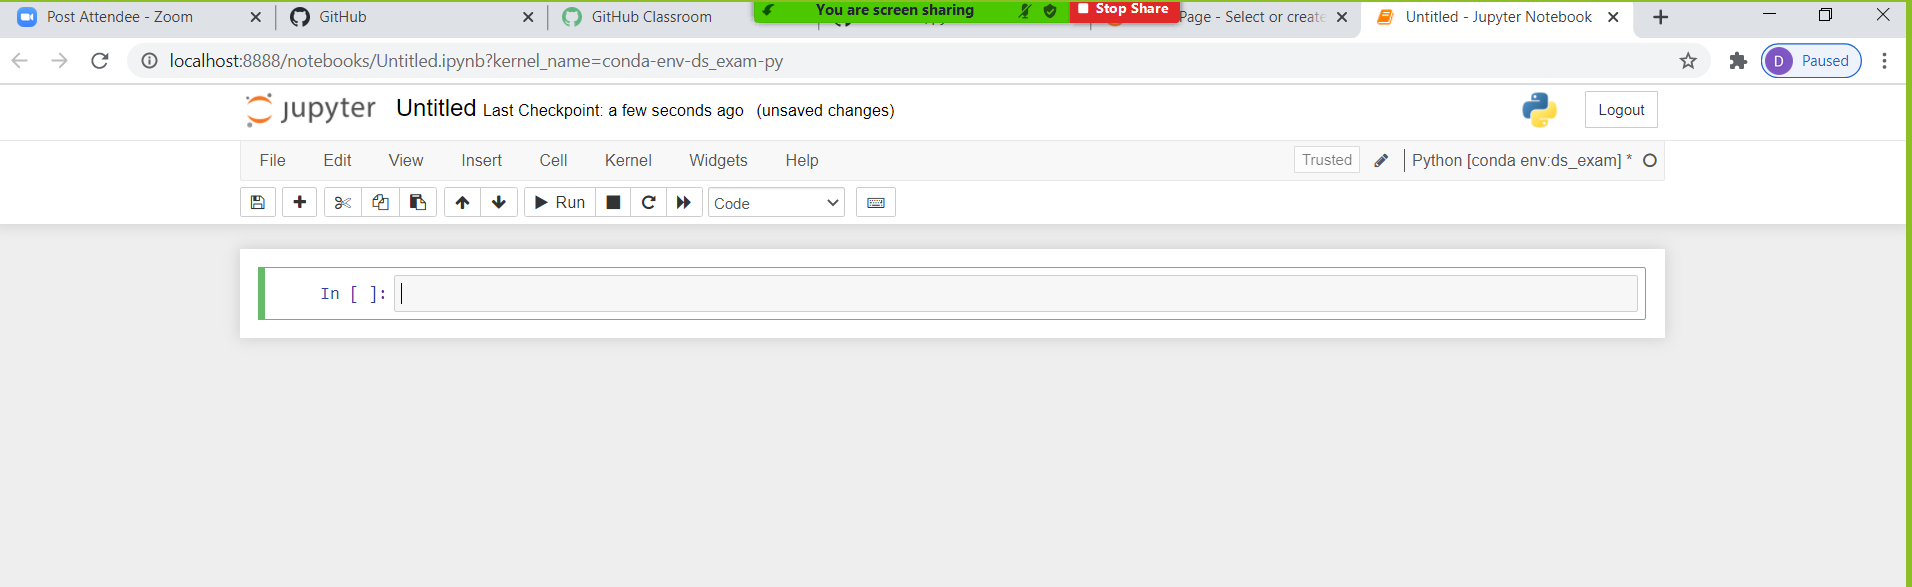 Post Attendee - Zoom
GitHub
GitHub Classroom
You are screen sharing
Stop Share
Page - Select or create
Untitled - Jupyter Notebook
localhost:8888/notebooks/Untitled.ipynb?kernel_name=conda-env-ds_exam-py
D Paused
jupyter Untitled Last Checkpoint: a few seconds ago (unsaved changes)
Logout
File Edit View Insert Cell Kernel Widgets Help
Trusted Python [conda env:ds_exam] *
Run Code
In [ ]: